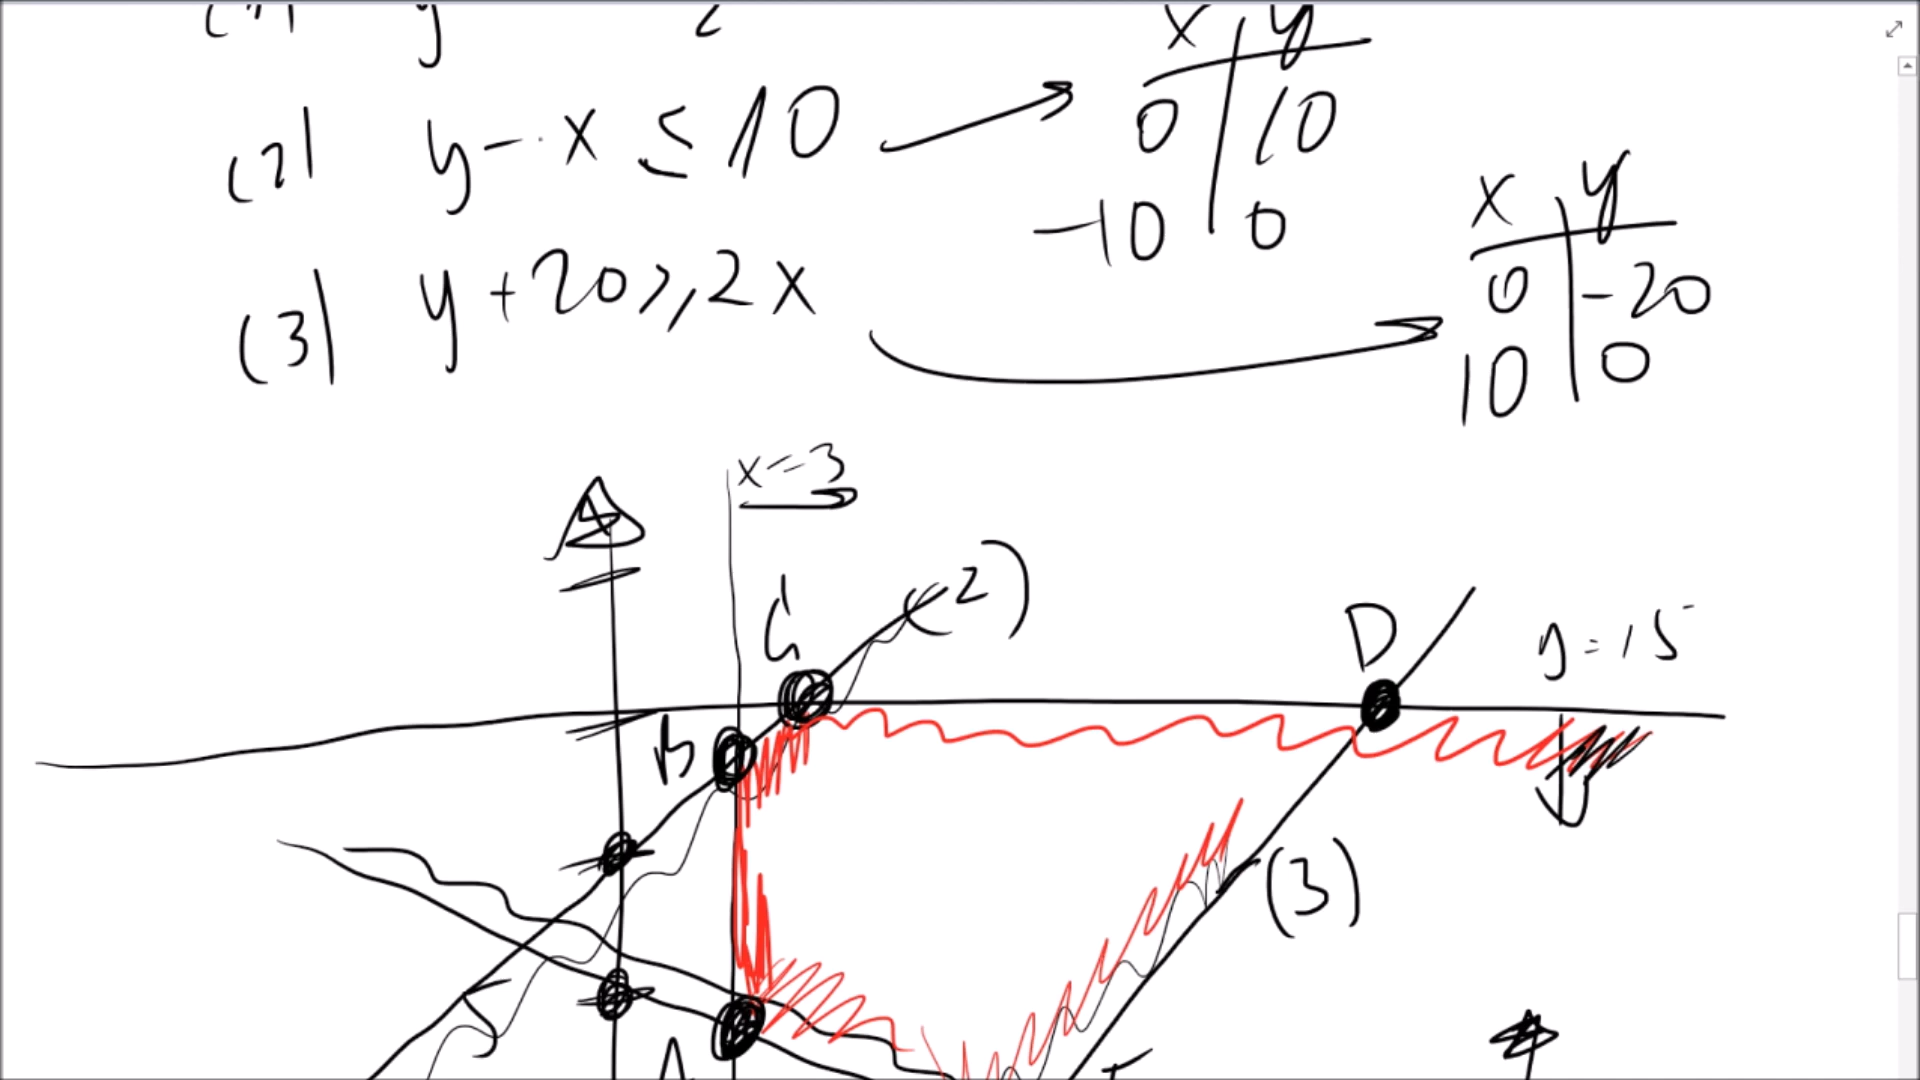 x y
(2) y - x ≤ 10
0 10
-10 0
x y
(3) y + 20 ≥ 2x
0 -20
10 0
x = 3
(2)
C
D
y = 15
B
(3)
A